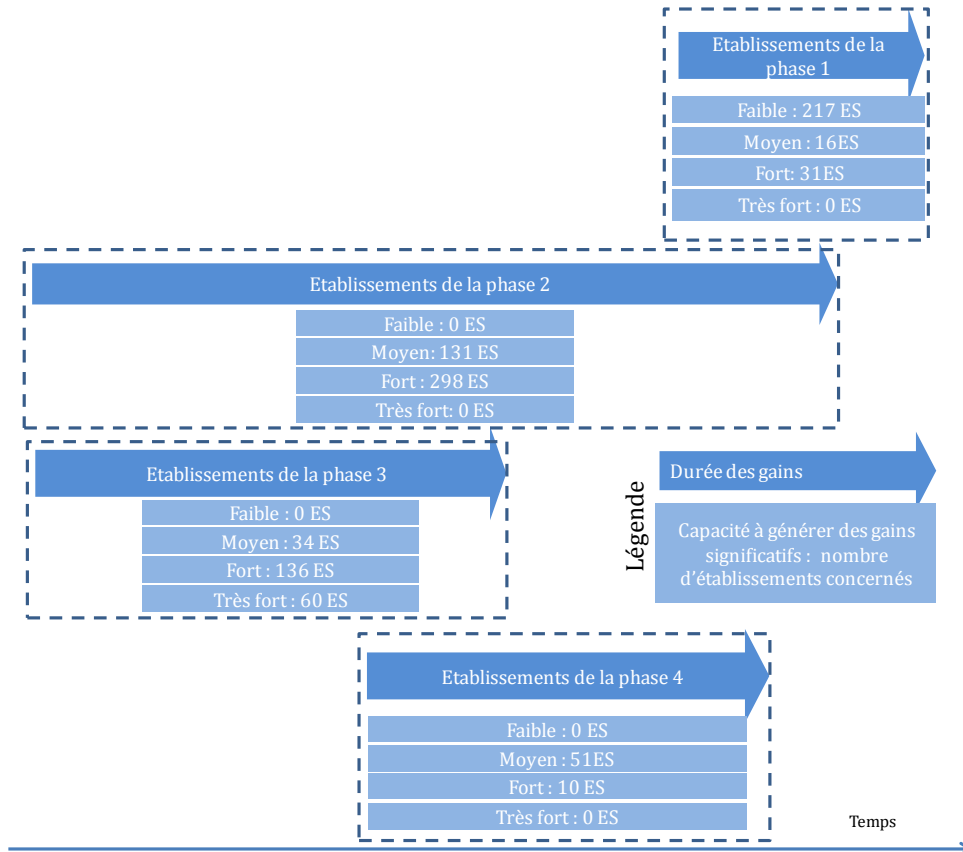 Etablissements de la
phase 1
Faible : 217 ES
Moyen : 16ES
Fort: 31ES
Très fort : 0 ES
Etablissements de la phase 2
Faible : 0 ES
Moyen: 131 ES
Fort : 298 ES
Très fort: 0 ES
Etablissements de la phase 3
Faible : 0 ES
Moyen : 34 ES
Fort : 136 ES
Très fort : 60 ES
Légende
Durée des gains
Capacité à générer des gains
significatifs : nombre
d'établissements concernés
Etablissements de la phase 4
Faible : 0 ES
Moyen : 51ES
Fort : 10 ES
Très fort : 0 ES
Temps